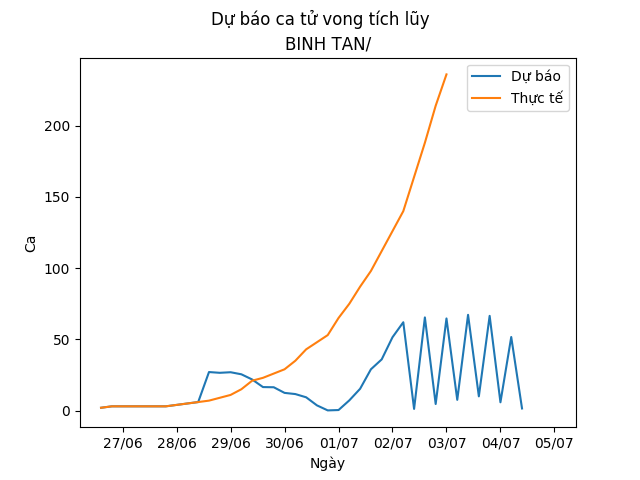 Dự báo ca tử vong tích lũy
BINH TAN/
Dự báo
Thực tế
Ca
200
150
100
50
0
27/06 28/06 29/06 30/06 01/07 02/07 03/07 04/07 05/07
Ngày